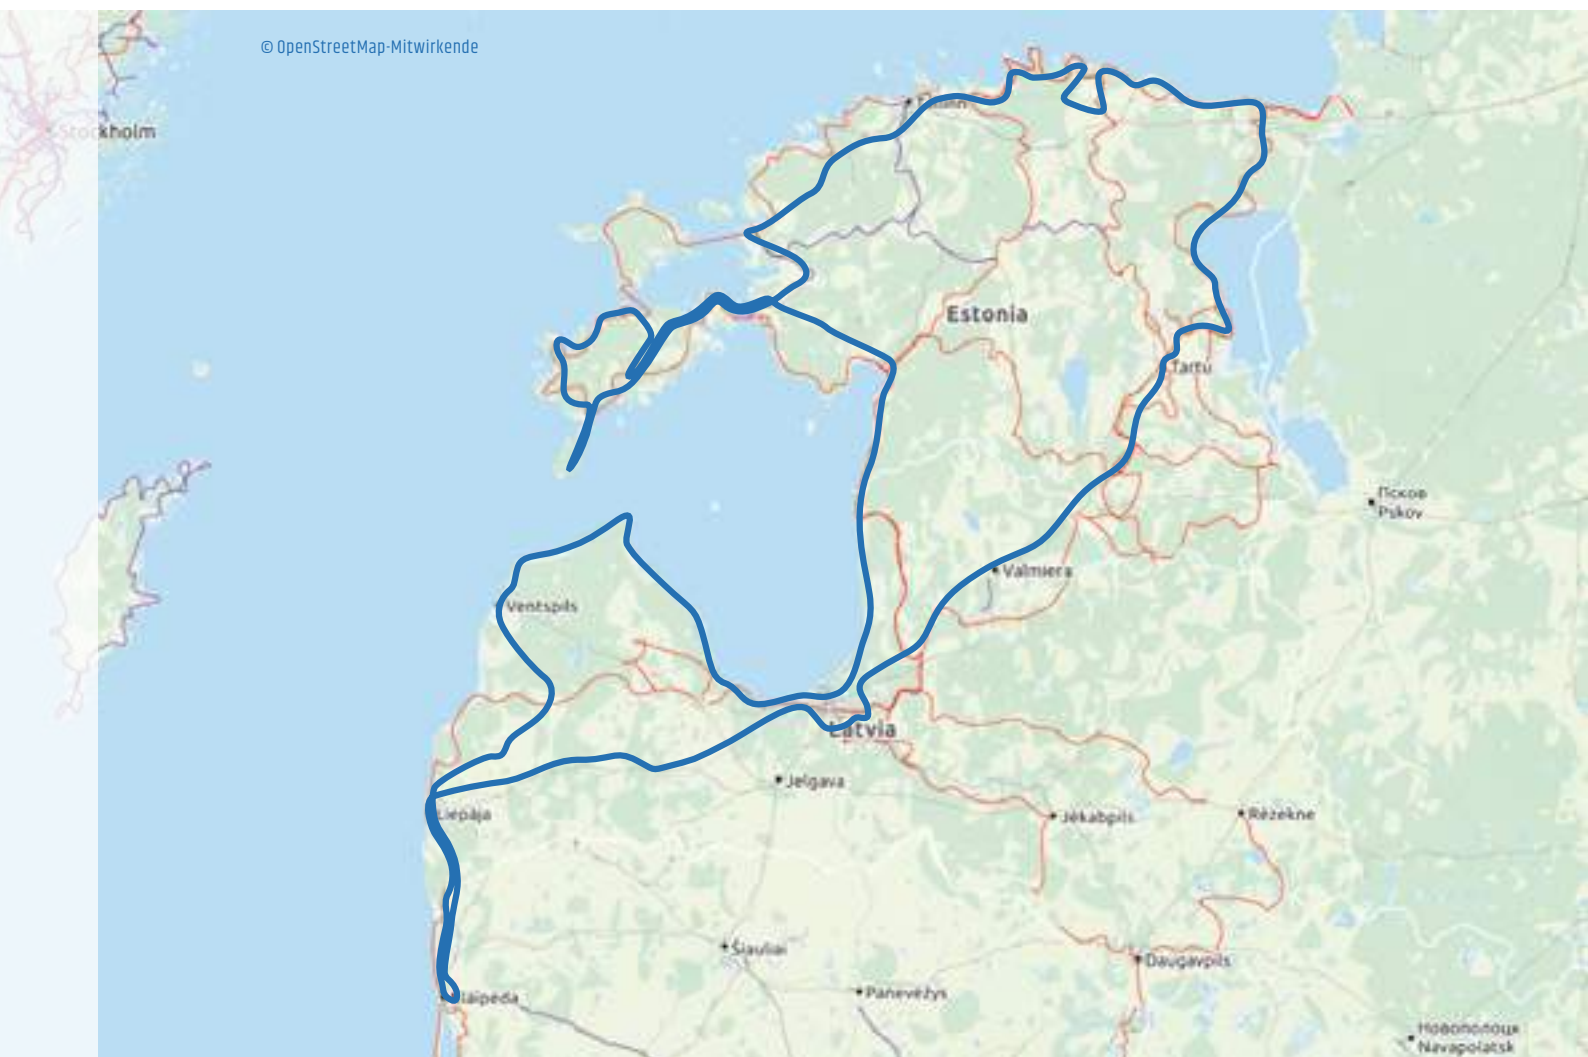 © OpenStreetMap-Mitwirkende
Stockholm
Estonia
Tartu
Псков
Pskov
Valmiera
Ventspils
Latvia
Jelgava
Liepāja
Jēkabpils
Rēzekne
Šiauliai
Daugavpils
Panevėžys
laipėda
Новополоцк
Navapolatsk